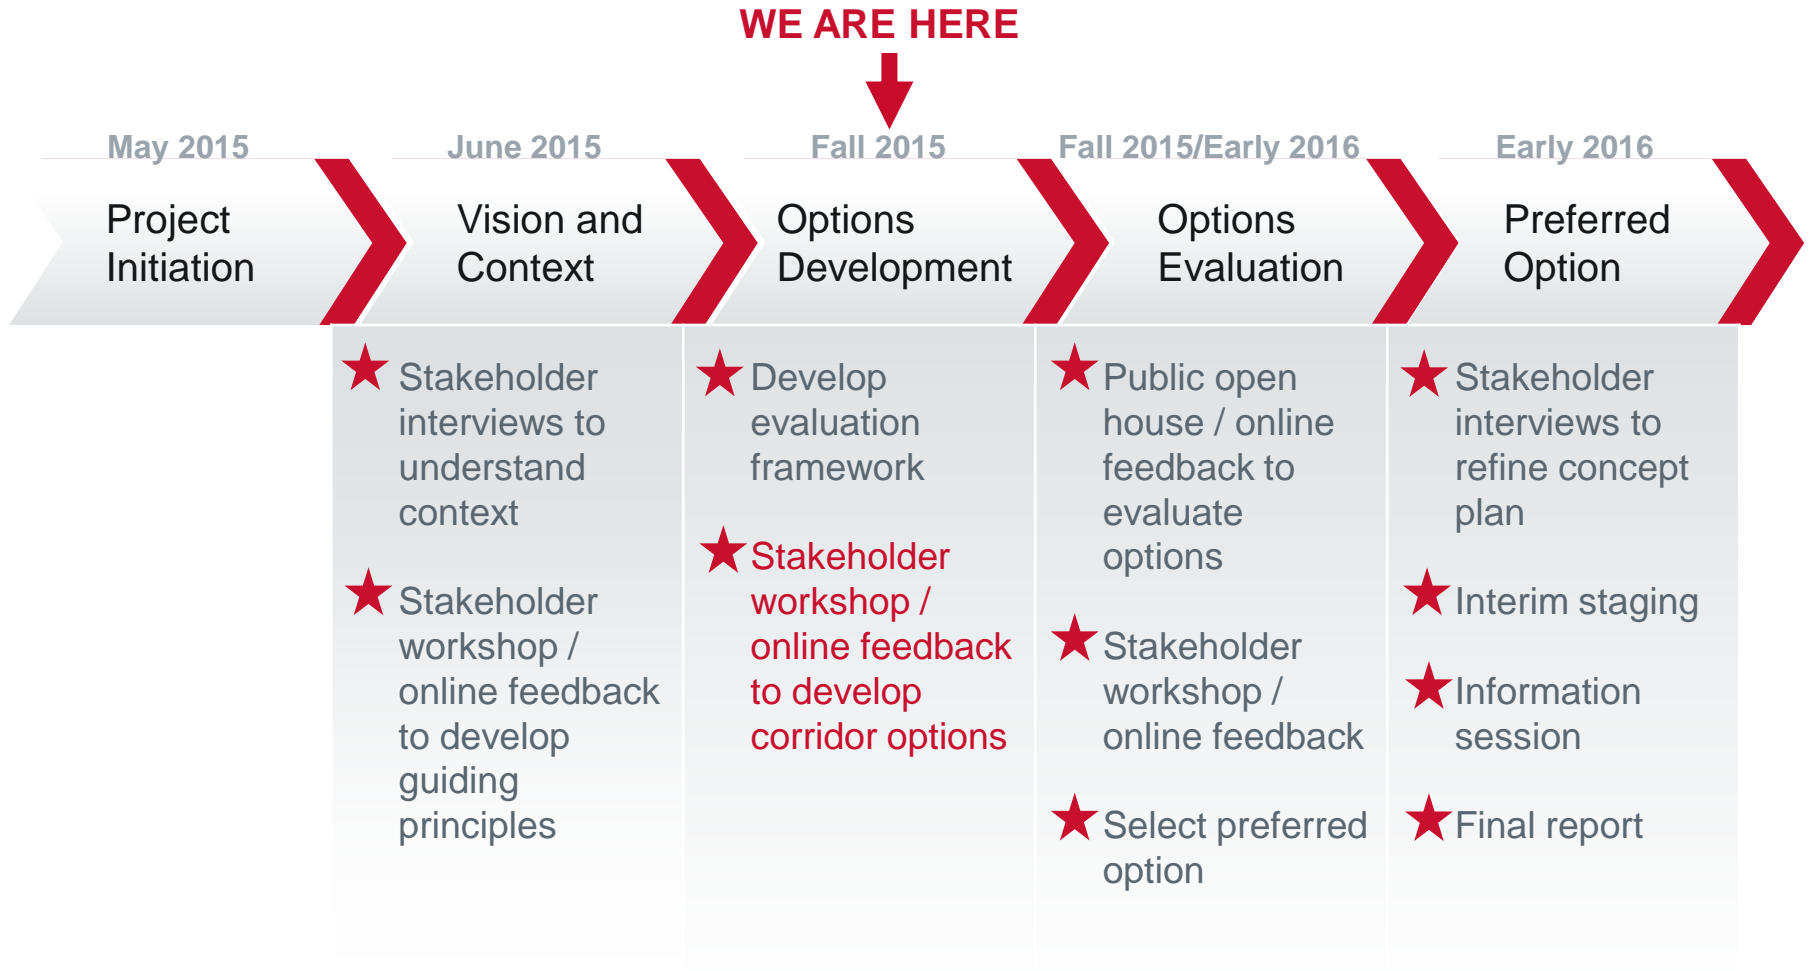 WE ARE HERE
May 2015
June 2015
Fall 2015
Fall 2015/Early 2016
Early 2016
Project
Initiation
Vision and
Context
Options
Development
Options
Evaluation
Preferred
Option
Stakeholder
interviews to
understand
context
Stakeholder
workshop /
online feedback
to develop
guiding
principles
Develop
evaluation
framework
Stakeholder
workshop /
online feedback
to develop
corridor options
Public open
house / online
feedback to
evaluate
options
Stakeholder
workshop /
online feedback
Select preferred
option
Stakeholder
interviews to
refine concept
plan
Interim staging
Information
session
Final report